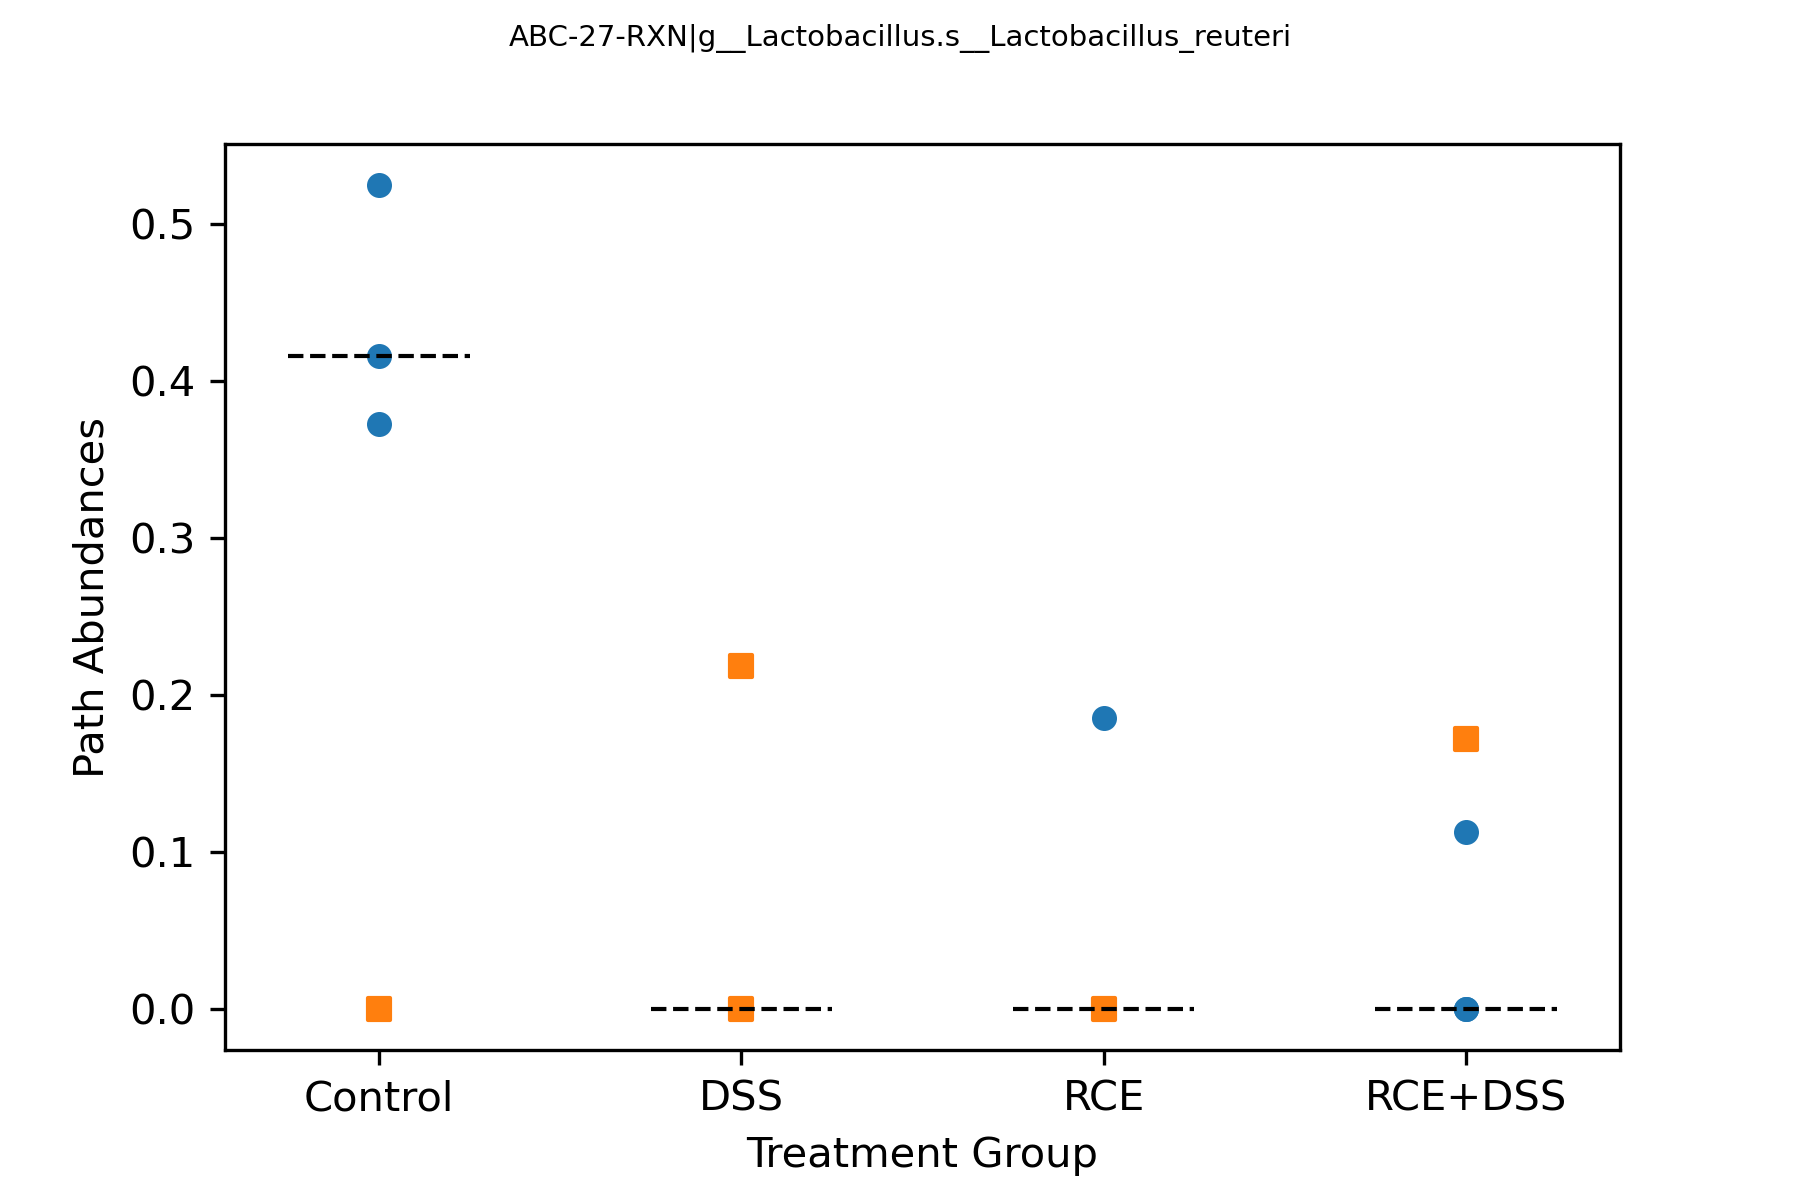 ABC-27-RXN|g__Lactobacillus.s__Lactobacillus_reuteri
0.5
0.4
0.3
0.2
0.1
0.0
Path Abundances
Control DSS RCE RCE+DSS
Treatment Group